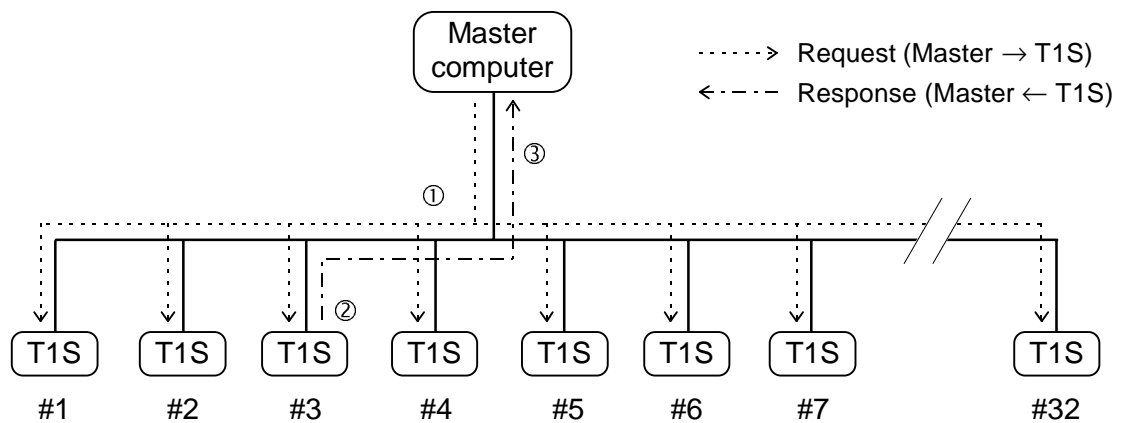 Master
computer
Request (Master → T1S)
Response (Master ← T1S)
③
①
②
T1S T1S T1S T1S T1S T1S T1S T1S
#1 #2 #3 #4 #5 #6 #7 #32